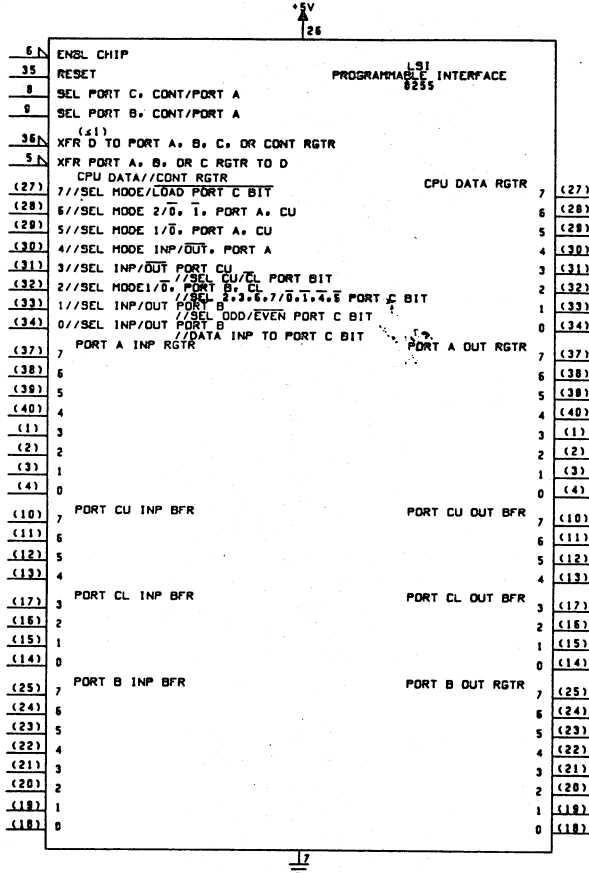 +5V
26
LSI
PROGRAMMABLE INTERFACE
8255
6 ENBL CHIP
35 RESET
8 SEL PORT C, CONT/PORT A
9 SEL PORT B, CONT/PORT A
(≤1)
36 XFR D TO PORT A, B, C, OR CONT RGTR
5 XFR PORT A, B, OR C RGTR TO D
CPU DATA//CONT RGTR
CPU DATA RGTR
(27) 7//SEL MODE/LOAD PORT C BIT 7 (27)
(28) 6//SEL MODE 2/0, 1, PORT A, CU 6 (28)
(29) 5//SEL MODE 1/0, PORT A, CU 5 (29)
(30) 4//SEL MODE INP/OUT, PORT A 4 (30)
(31) 3//SEL INP/OUT PORT CU 3 (31)
//SEL CU/CL PORT BIT
(32) 2//SEL MODE1/0, PORT B, CL 2 (32)
//SEL 2,3,6,7/0,1,4,5 PORT C BIT
(33) 1//SEL INP/OUT PORT B 1 (33)
//SEL ODD/EVEN PORT C BIT
(34) 0//SEL INP/OUT PORT B 0 (34)
//DATA INP TO PORT C BIT
PORT A INP RGTR PORT A OUT RGTR
(37) 7 7 (37)
(38) 6 6 (38)
(39) 5 5 (39)
(40) 4 4 (40)
(1) 3 3 (1)
(2) 2 2 (2)
(3) 1 1 (3)
(4) 0 0 (4)
PORT CU INP BFR PORT CU OUT BFR
(10) 7 7 (10)
(11) 6 6 (11)
(12) 5 5 (12)
(13) 4 4 (13)
PORT CL INP BFR PORT CL OUT BFR
(17) 3 3 (17)
(16) 2 2 (16)
(15) 1 1 (15)
(14) 0 0 (14)
PORT B INP BFR PORT B OUT RGTR
(25) 7 7 (25)
(24) 6 6 (24)
(23) 5 5 (23)
(22) 4 4 (22)
(21) 3 3 (21)
(20) 2 2 (20)
(19) 1 1 (19)
(18) 0 0 (18)
7